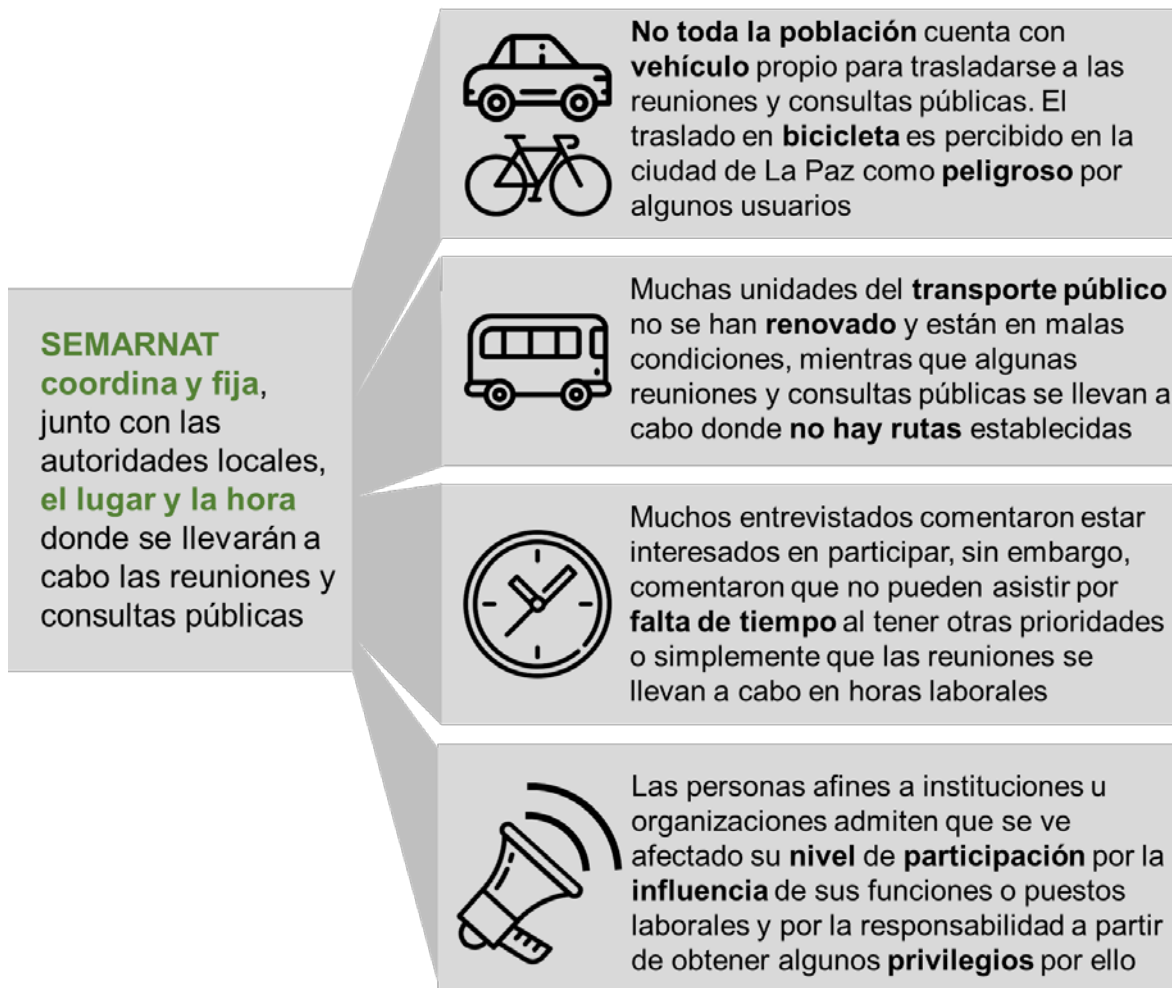 SEMARNAT
coordina y fija,
junto con las
autoridades locales,
el lugar y la hora
donde se llevarán a
cabo las reuniones y
consultas públicas
No toda la población cuenta con
vehículo propio para trasladarse a las
reuniones y consultas públicas. El
traslado en bicicleta es percibido en la
ciudad de La Paz como peligroso por
algunos usuarios
Muchas unidades del transporte público
no se han renovado y están en malas
condiciones, mientras que algunas
reuniones y consultas públicas se llevan a
cabo donde no hay rutas establecidas
Muchos entrevistados comentaron estar
interesados en participar, sin embargo,
comentaron que no pueden asistir por
falta de tiempo al tener otras prioridades
o simplemente que las reuniones se
llevan a cabo en horas laborales
Las personas afines a instituciones u
organizaciones admiten que se ve
afectado su nivel de participación por la
influencia de sus funciones o puestos
laborales y por la responsabilidad a partir
de obtener algunos privilegios por ello